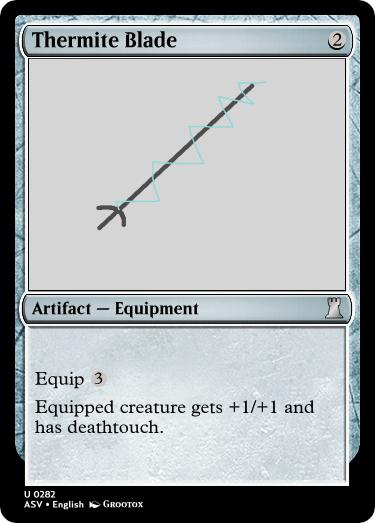 Thermite Blade 2
Artifact — Equipment
Equip 3
Equipped creature gets +1/+1 and
has deathtouch.
U 0282
ASV • English Grootox